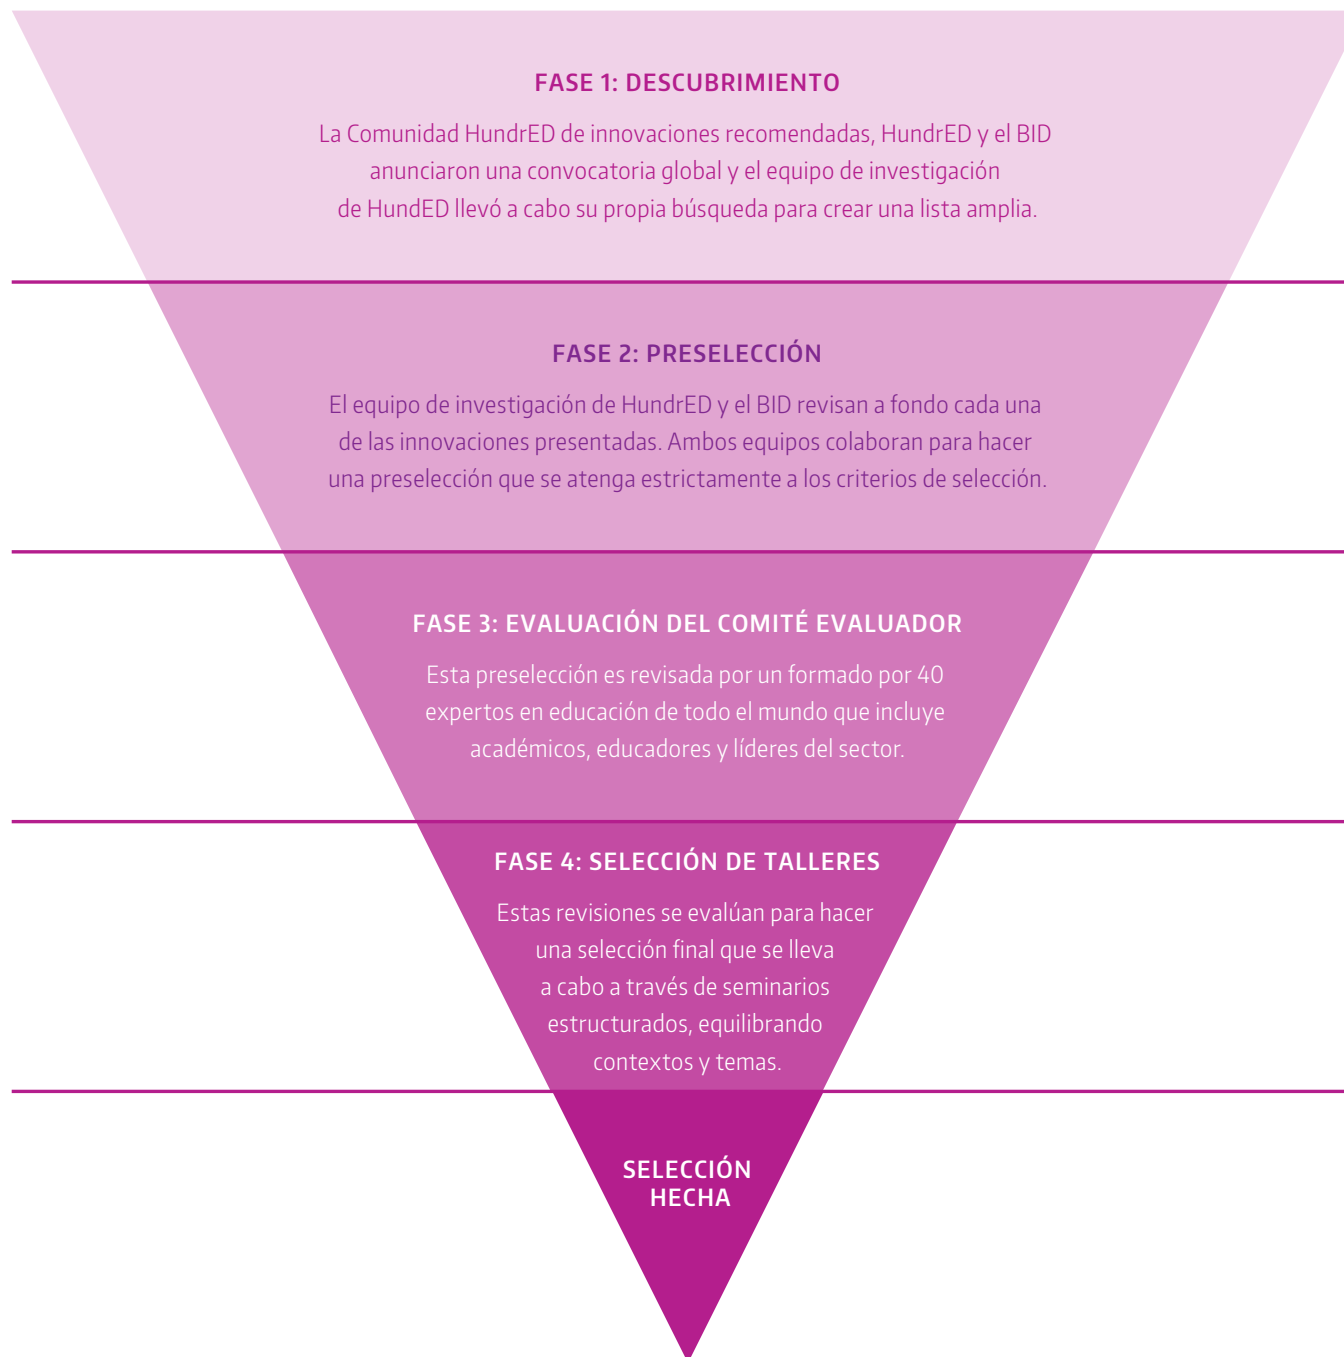 FASE 1: DESCUBRIMIENTO
La Comunidad HundrED de innovaciones recomendadas, HundrED y el BID
anunciaron una convocatoria global y el equipo de investigación
de HundED llevó a cabo su propia búsqueda para crear una lista amplia.
FASE 2: PRESELECCIÓN
El equipo de investigación de HundrED y el BID revisan a fondo cada una
de las innovaciones presentadas. Ambos equipos colaboran para hacer
una preselección que se atenga estrictamente a los criterios de selección.
FASE 3: EVALUACIÓN DEL COMITÉ EVALUADOR
Esta preselección es revisada por un formado por 40
expertos en educación de todo el mundo que incluye
académicos, educadores y líderes del sector.
FASE 4: SELECCIÓN DE TALLERES
Estas revisiones se evalúan para hacer
una selección final que se lleva
a cabo a través de seminarios
estructurados, equilibrando
contextos y temas.
SELECCIÓN
HECHA